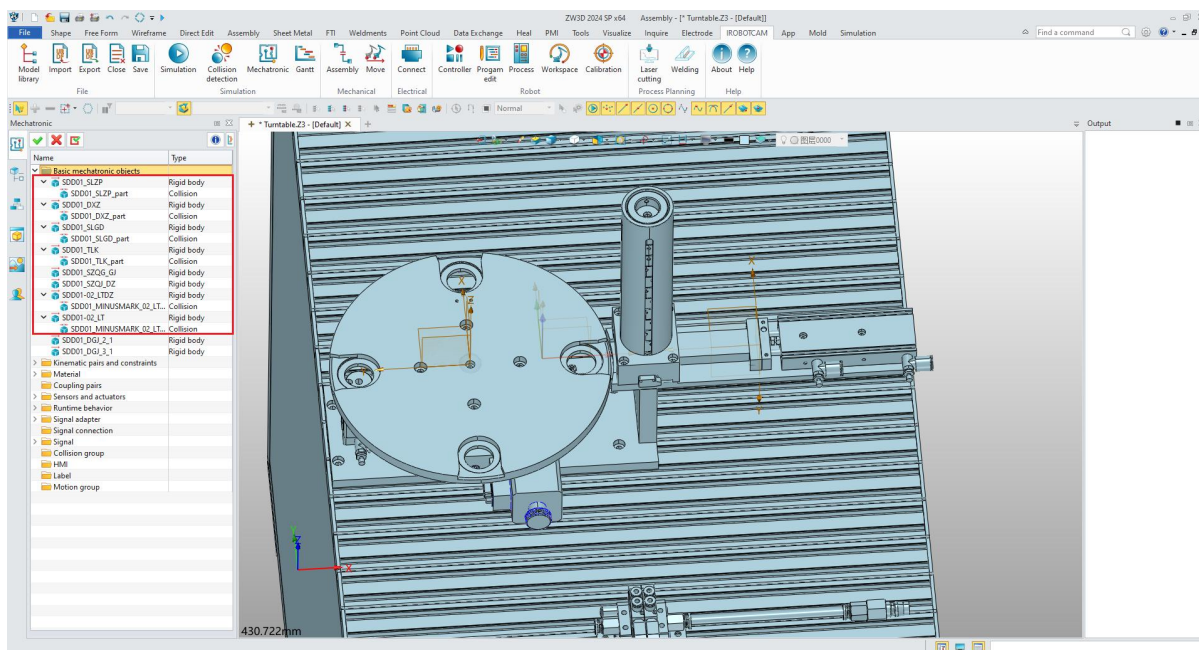 ZW3D 2024 SP x64 Assembly - [* Turntable.Z3 - [Default]]
File Shape Free Form Wireframe Direct Edit Assembly Sheet Metal FTI Weldments Point Cloud Data Exchange Heal PMI Tools Visualize Inquire Electrode IROBOTCAM App Mold Simulation Find a command
Model library Import Export Close Save Simulation Collision detection Mechatronic Gantt Assembly Move Connect Controller Progam edit Process Workspace Calibration Laser cutting Welding About Help
File Simulation Mechanical Electrical Robot Process Planning Help
Normal
Mechatronic + * Turntable.Z3 - [Default] × + Output
图层0000
Name Type
Basic mechatronic objects
SDD01_SLZP Rigid body
SDD01_SLZP_part Collision
SDD01_DXZ Rigid body
SDD01_DXZ_part Collision
SDD01_SLGD Rigid body
SDD01_SLGD_part Collision
SDD01_TLK Rigid body
SDD01_TLK_part Collision
SDD01_SZQG_GJ Rigid body
SDD01_SZQJ_DZ Rigid body
SDD01-02_LTDZ Rigid body
SDD01_MINUSMARK_02_LT... Collision
SDD01-02_LT Rigid body
SDD01_MINUSMARK_02_LT... Collision
SDD01_DGJ_2_1 Rigid body
SDD01_DGJ_3_1 Rigid body
Kinematic pairs and constraints
Material
Coupling pairs
Sensors and actuators
Runtime behavior
Signal adapter
Signal connection
Signal
Collision group
HMI
Label
Motion group
X
X
Y
Z
X
430.722mm